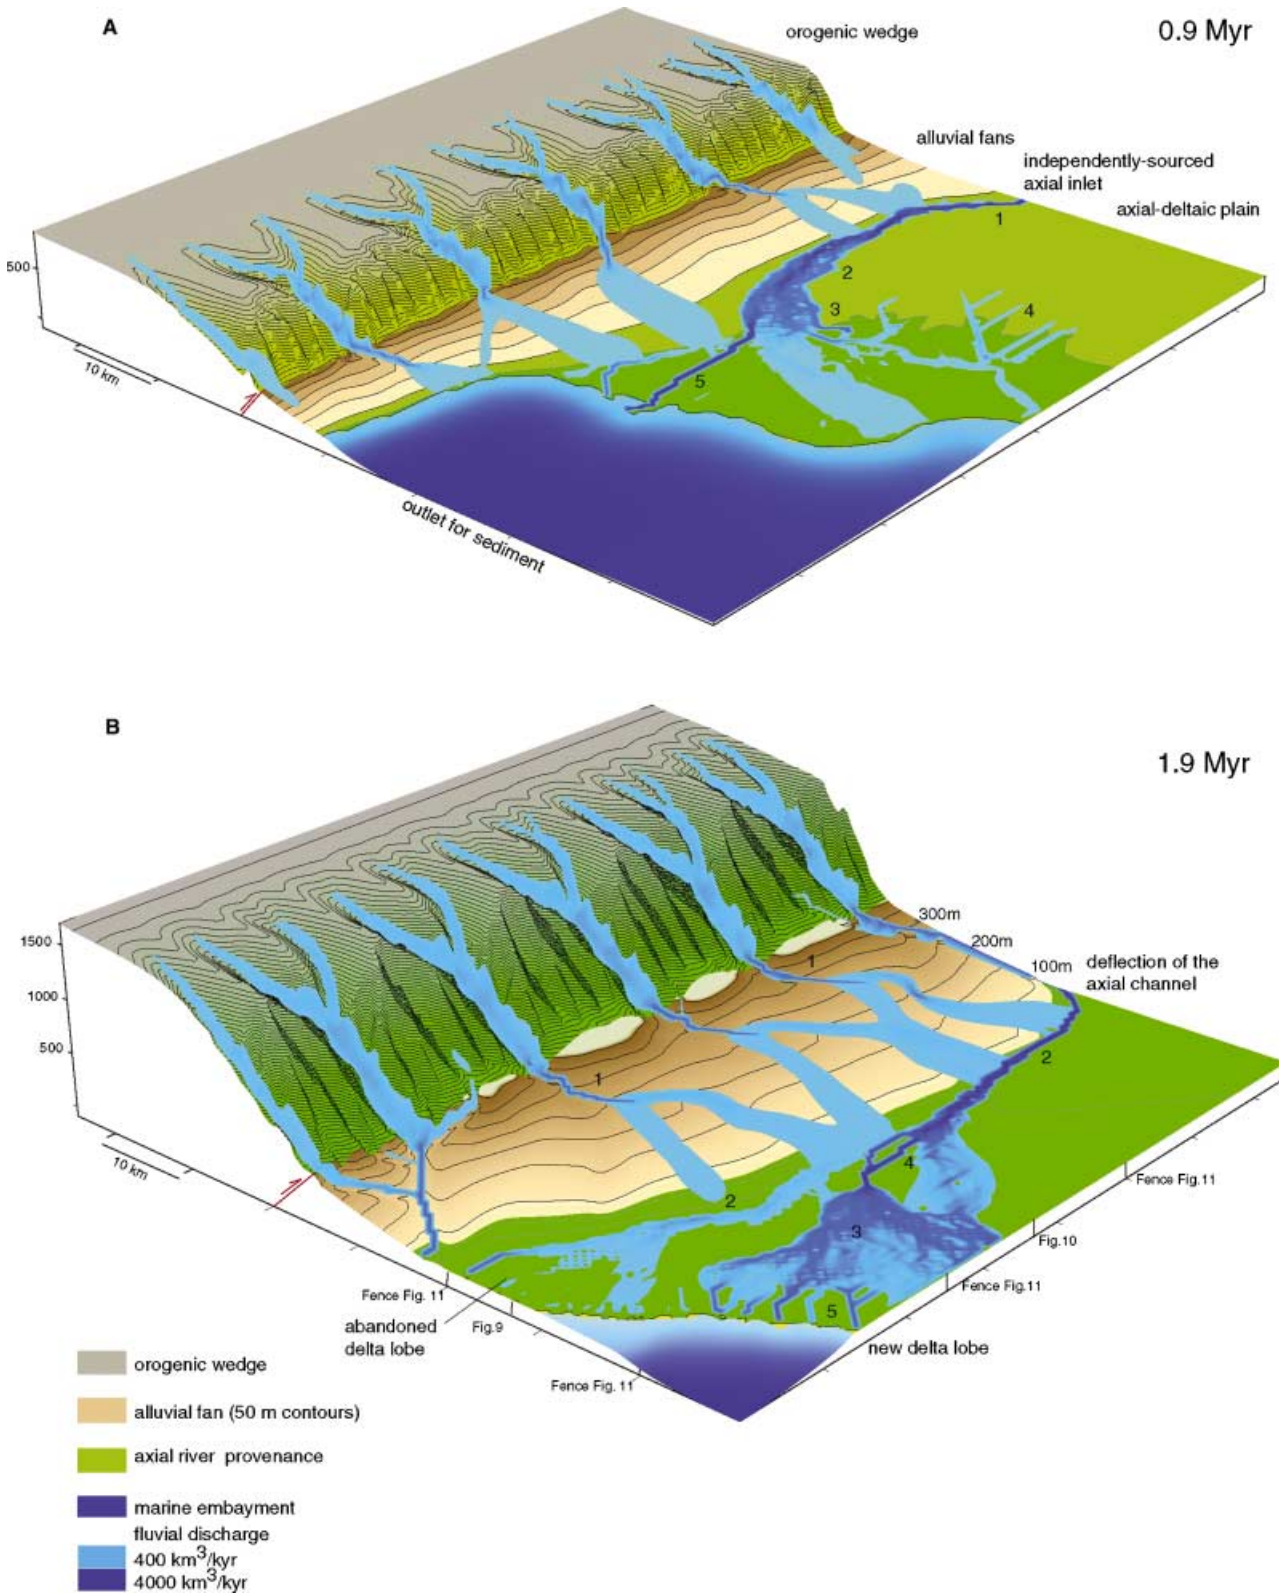 A
orogenic wedge
0.9 Myr
alluvial fans
independently-sourced
axial inlet
axial-deltaic plain
1
500
2
3
4
10 km
5
outlet for sediment
B
1.9 Myr
300m
200m
100m
deflection of the
axial channel
1500
1000
500
1
2
1
10 km
4
Fence Fig.11
2
3
Fig.10
Fence Fig. 11
Fence Fig.11
5
abandoned
delta lobe
Fig.9
new delta lobe
Fence Fig. 11
orogenic wedge
alluvial fan (50 m contours)
axial river provenance
marine embayment
fluvial discharge
400 km³/kyr
4000 km³/kyr